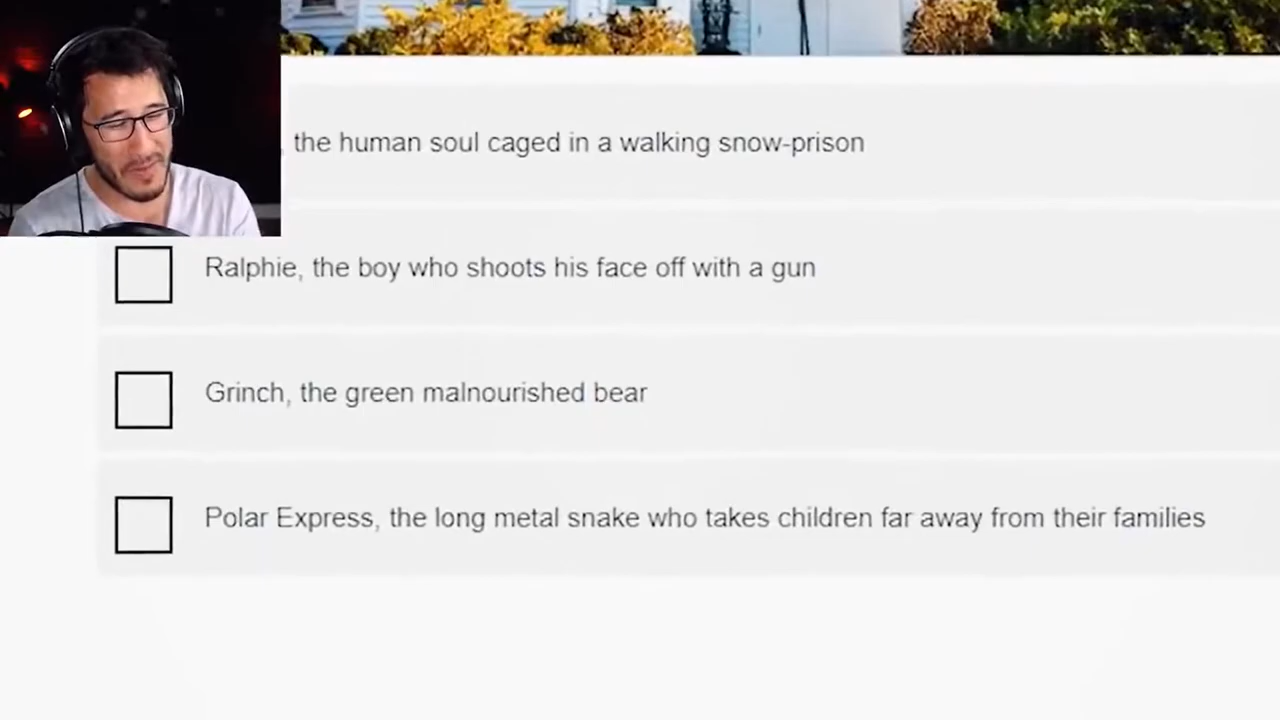 , the human soul caged in a walking snow-prison
Ralphie, the boy who shoots his face off with a gun
Grinch, the green malnourished bear
Polar Express, the long metal snake who takes children far away from their families